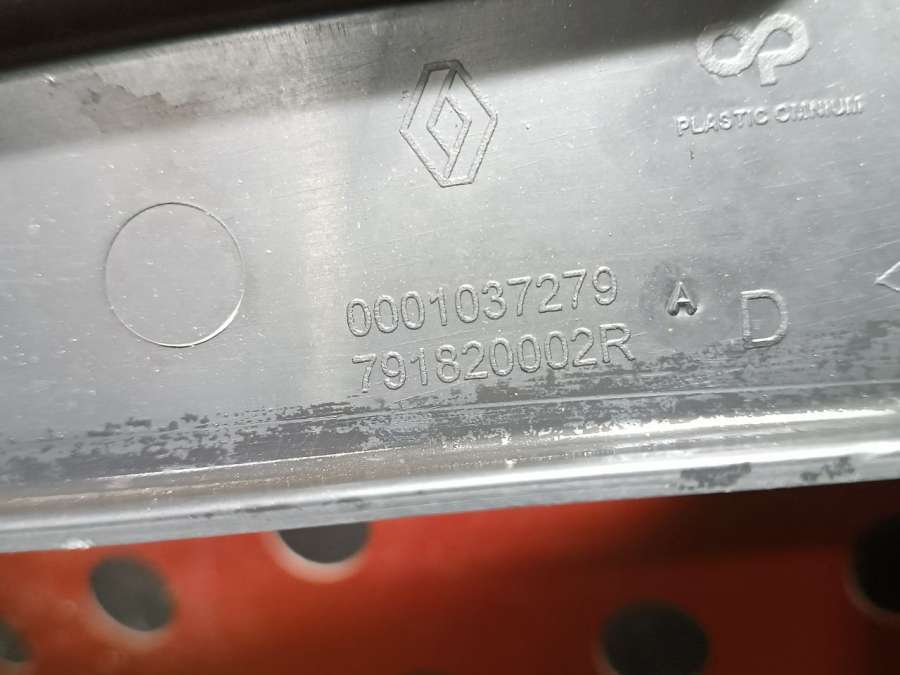 PLASTIC OMNIUM
0001037279 A D
791820002R